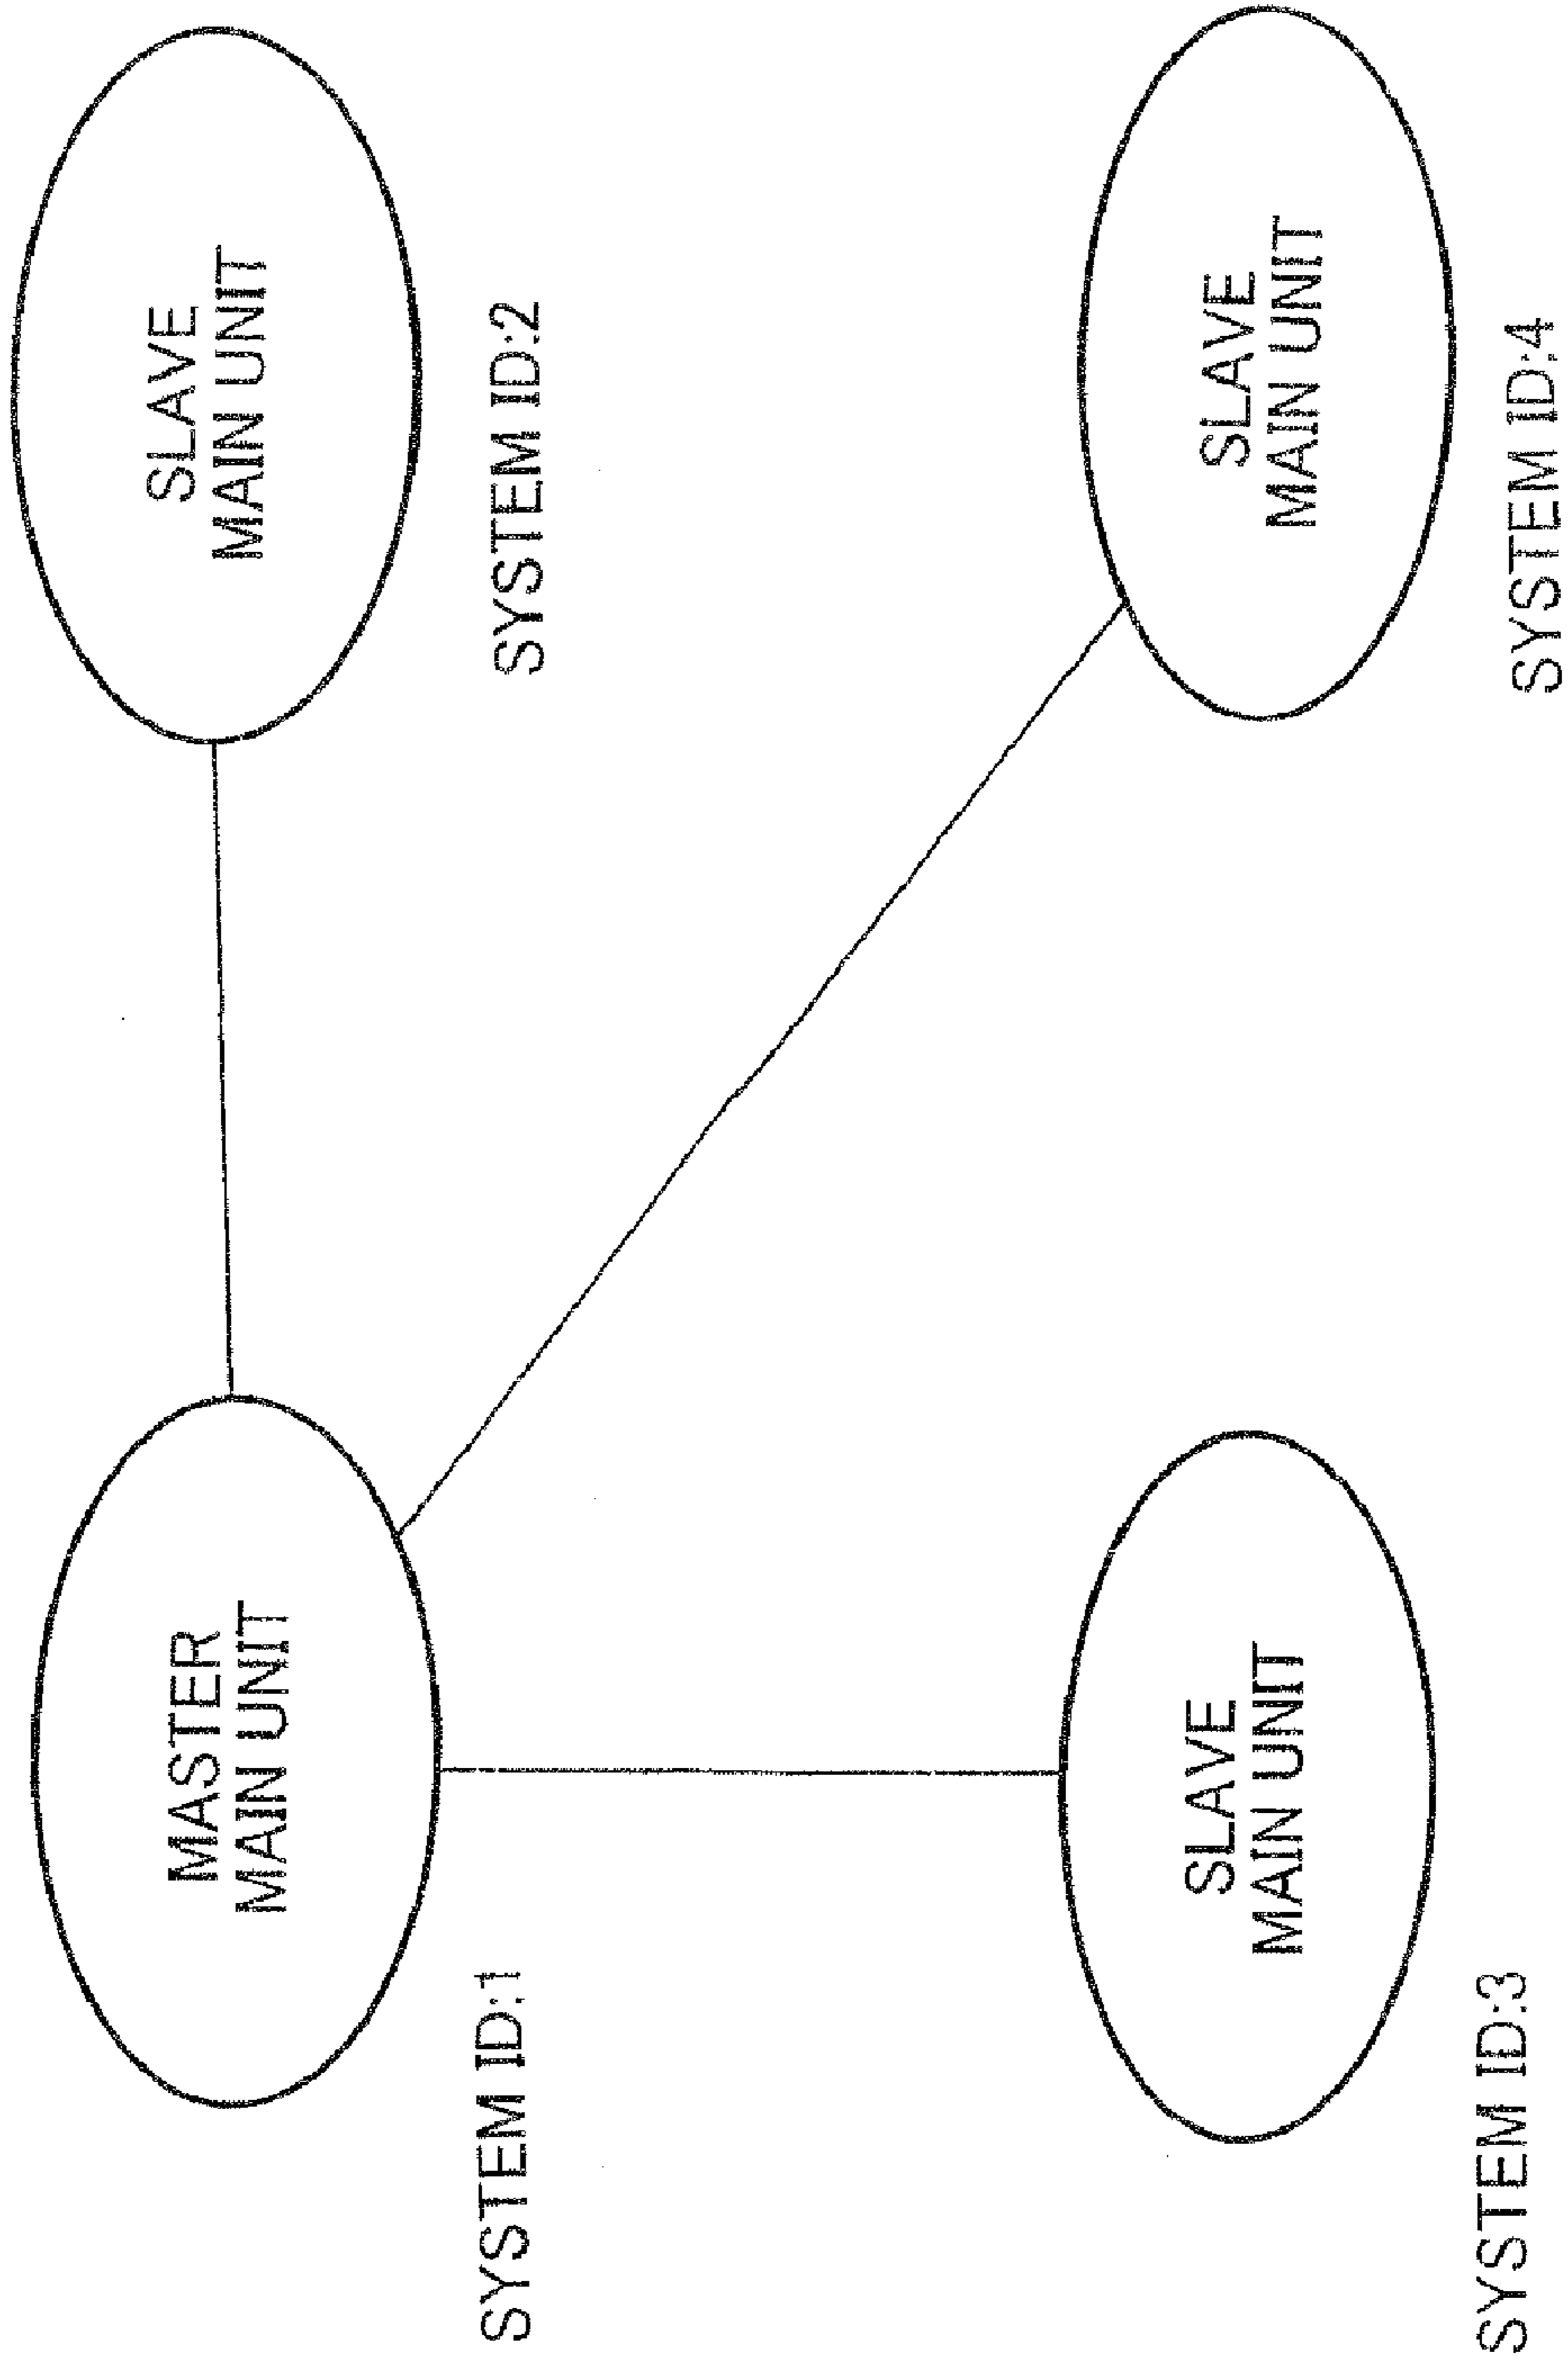 MASTER
MAIN UNIT
SYSTEM ID:1
SLAVE
MAIN UNIT
SYSTEM ID:2
SLAVE
MAIN UNIT
SYSTEM ID:3
SLAVE
MAIN UNIT
SYSTEM ID:4